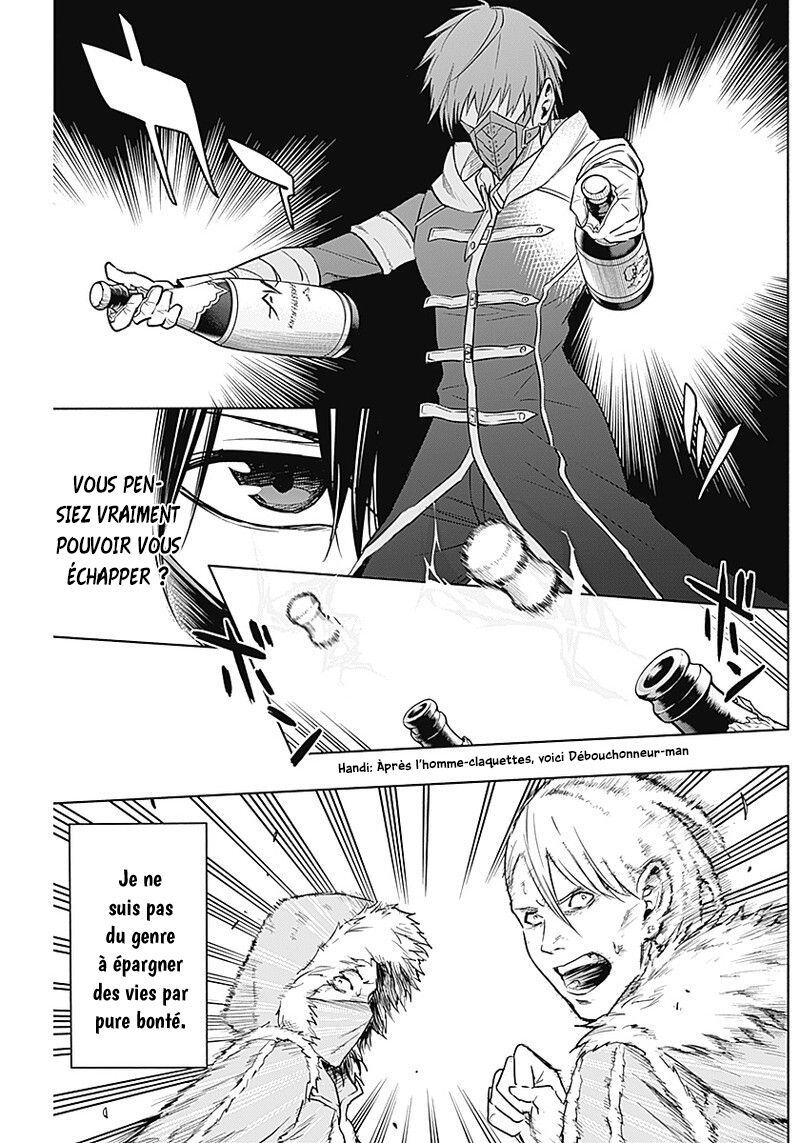 VOUS PEN-
SIEZ VRAIMENT
POUVOIR VOUS
ÉCHAPPER ?
Handi: Àprès l'homme-claquettes, voici Débouchonneur-man
Je ne
suis pas
du genre
à épargner
des vies par
pure bonté.